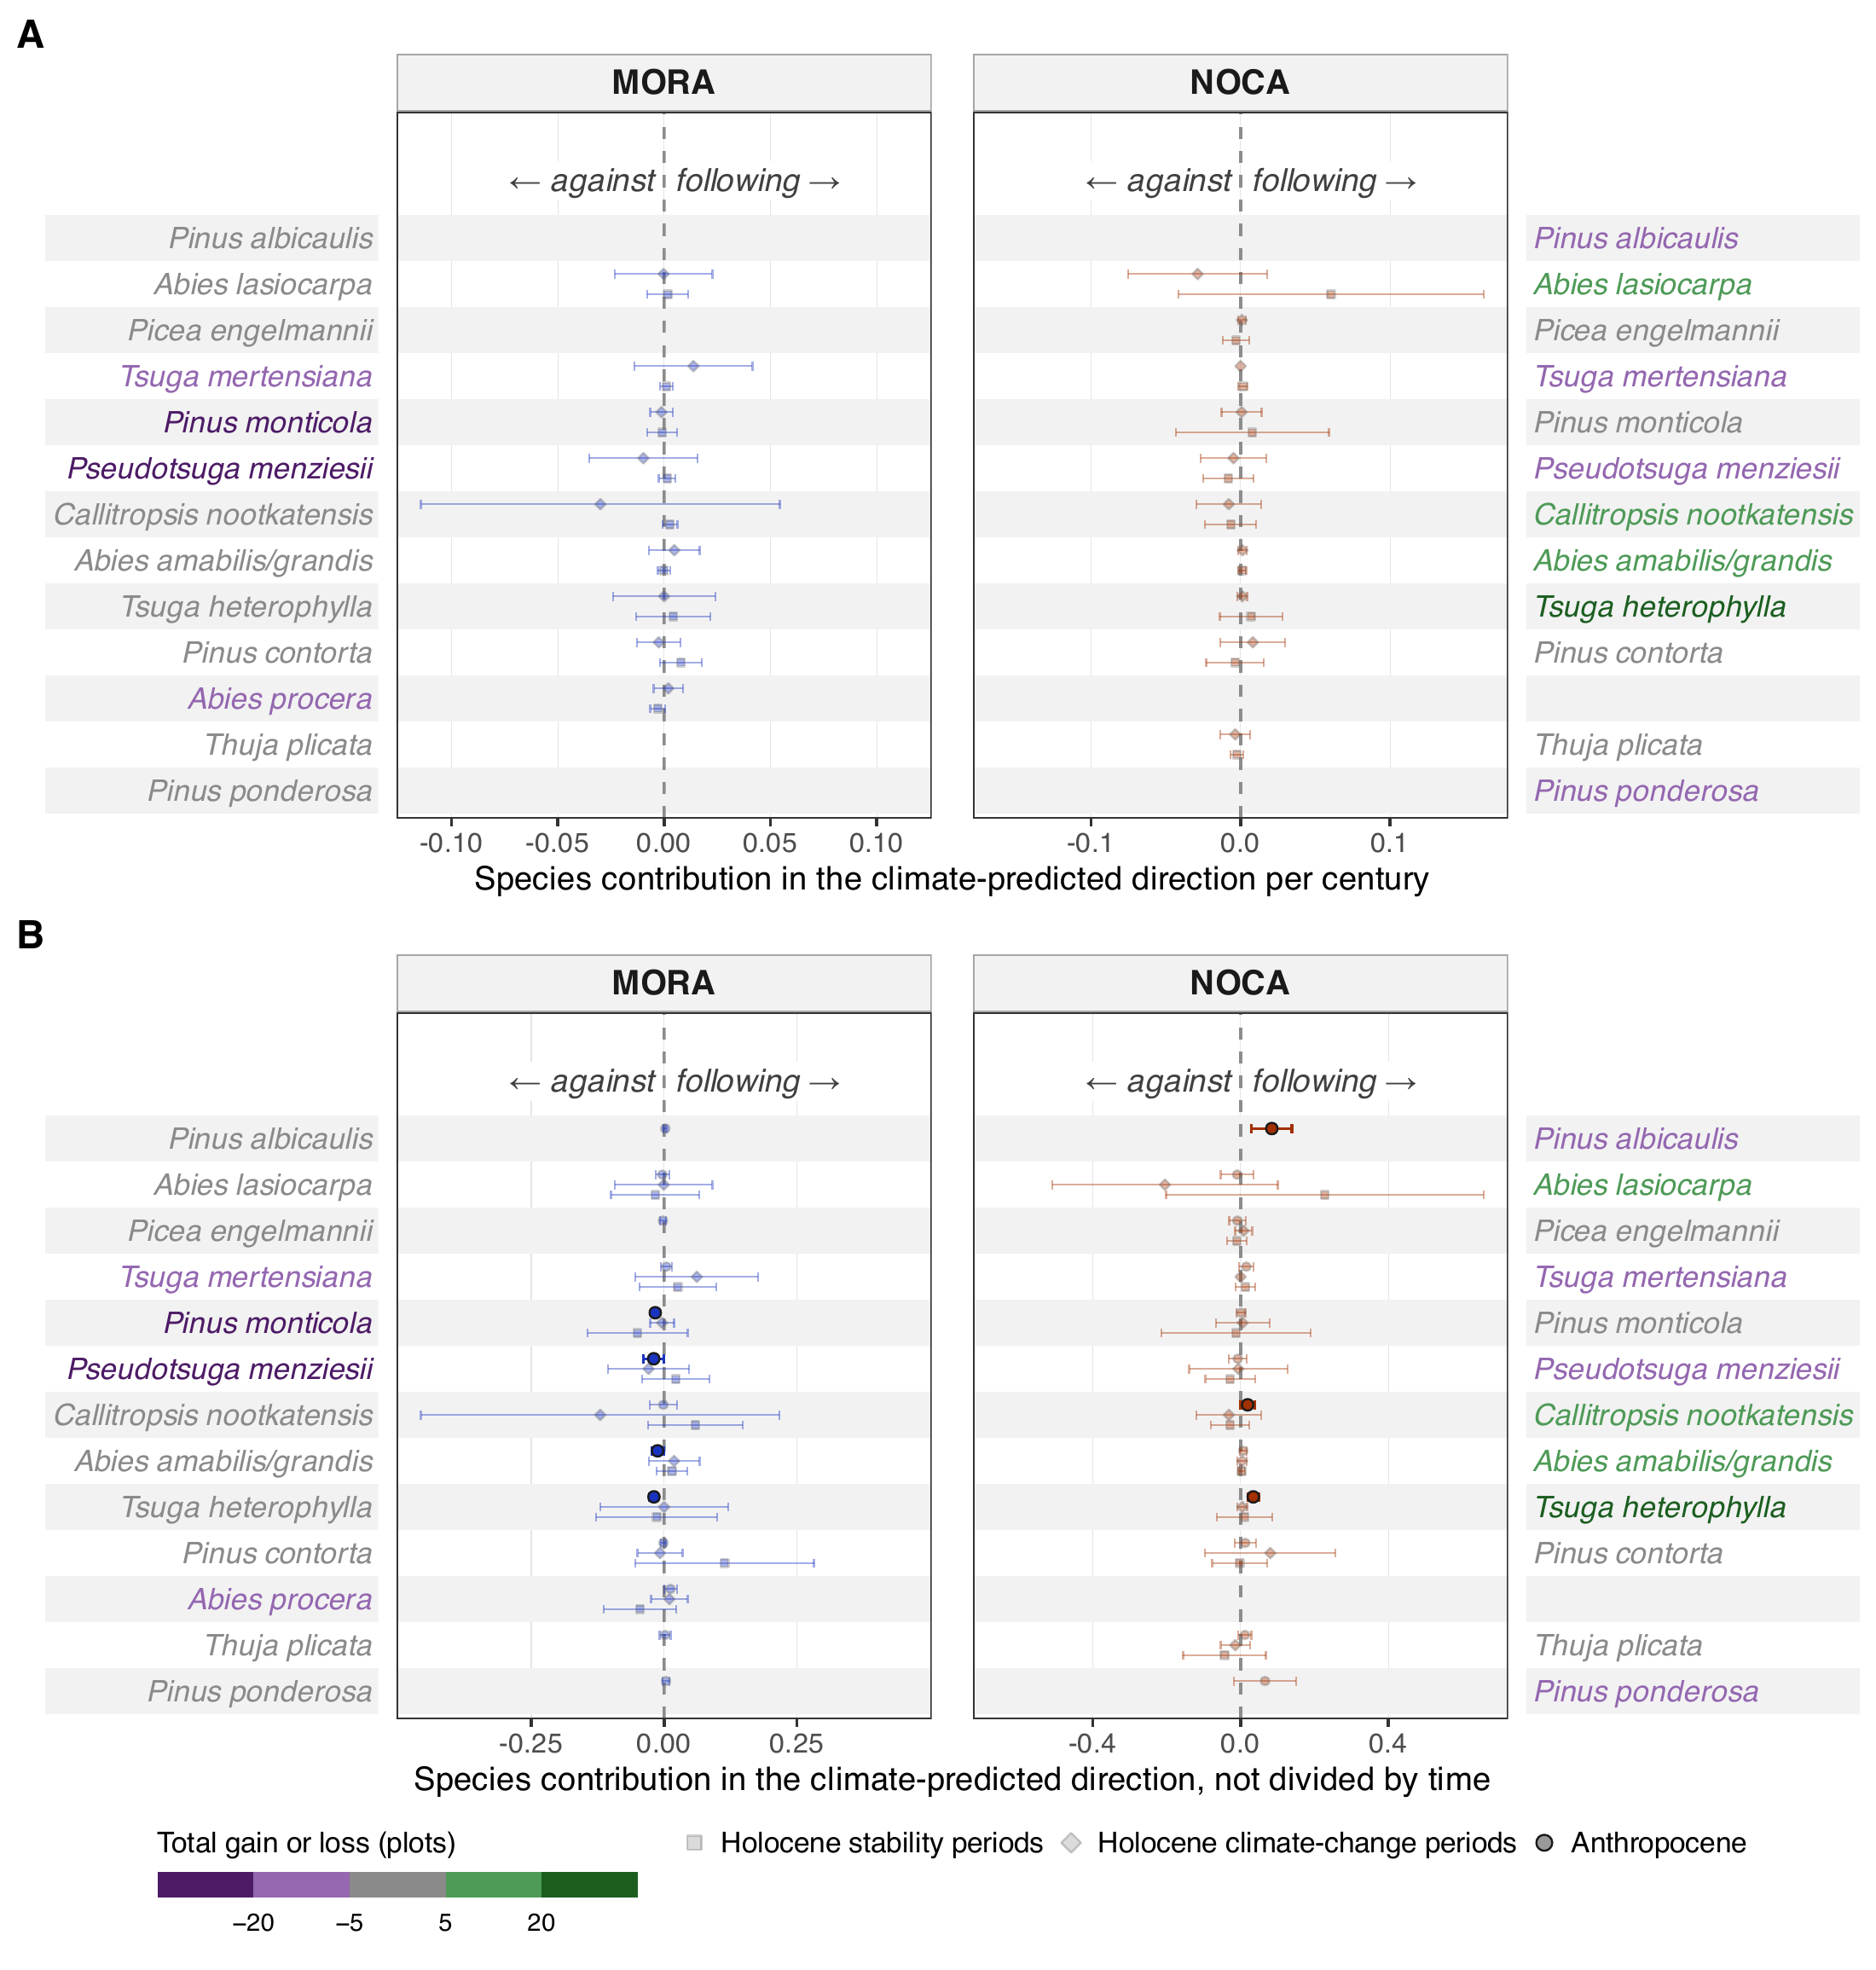 A
MORA NOCA
← against following → ← against following →
Pinus albicaulis Pinus albicaulis
Abies lasiocarpa Abies lasiocarpa
Picea engelmannii Picea engelmannii
Tsuga mertensiana Tsuga mertensiana
Pinus monticola Pinus monticola
Pseudotsuga menziesii Pseudotsuga menziesii
Callitropsis nootkatensis Callitropsis nootkatensis
Abies amabilis/grandis Abies amabilis/grandis
Tsuga heterophylla Tsuga heterophylla
Pinus contorta Pinus contorta
Abies procera
Thuja plicata Thuja plicata
Pinus ponderosa Pinus ponderosa
-0.10 -0.05 0.00 0.05 0.10 -0.1 0.0 0.1
Species contribution in the climate-predicted direction per century
B
MORA NOCA
← against following → ← against following →
Pinus albicaulis Pinus albicaulis
Abies lasiocarpa Abies lasiocarpa
Picea engelmannii Picea engelmannii
Tsuga mertensiana Tsuga mertensiana
Pinus monticola Pinus monticola
Pseudotsuga menziesii Pseudotsuga menziesii
Callitropsis nootkatensis Callitropsis nootkatensis
Abies amabilis/grandis Abies amabilis/grandis
Tsuga heterophylla Tsuga heterophylla
Pinus contorta Pinus contorta
Abies procera
Thuja plicata Thuja plicata
Pinus ponderosa Pinus ponderosa
-0.25 0.00 0.25 -0.4 0.0 0.4
Species contribution in the climate-predicted direction, not divided by time
Total gain or loss (plots) Holocene stability periods Holocene climate-change periods Anthropocene
−20 −5 5 20